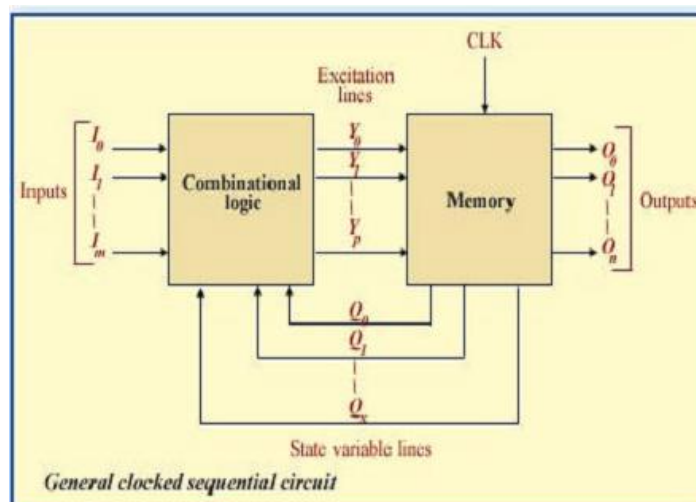 CLK
Excitation
lines
Inputs
I0
I1
Im
Combinational
logic
Y0
Y1
Yp
Memory
O0
O1
On
Outputs
Q0
Q1
Qx
State variable lines
General clocked sequential circuit